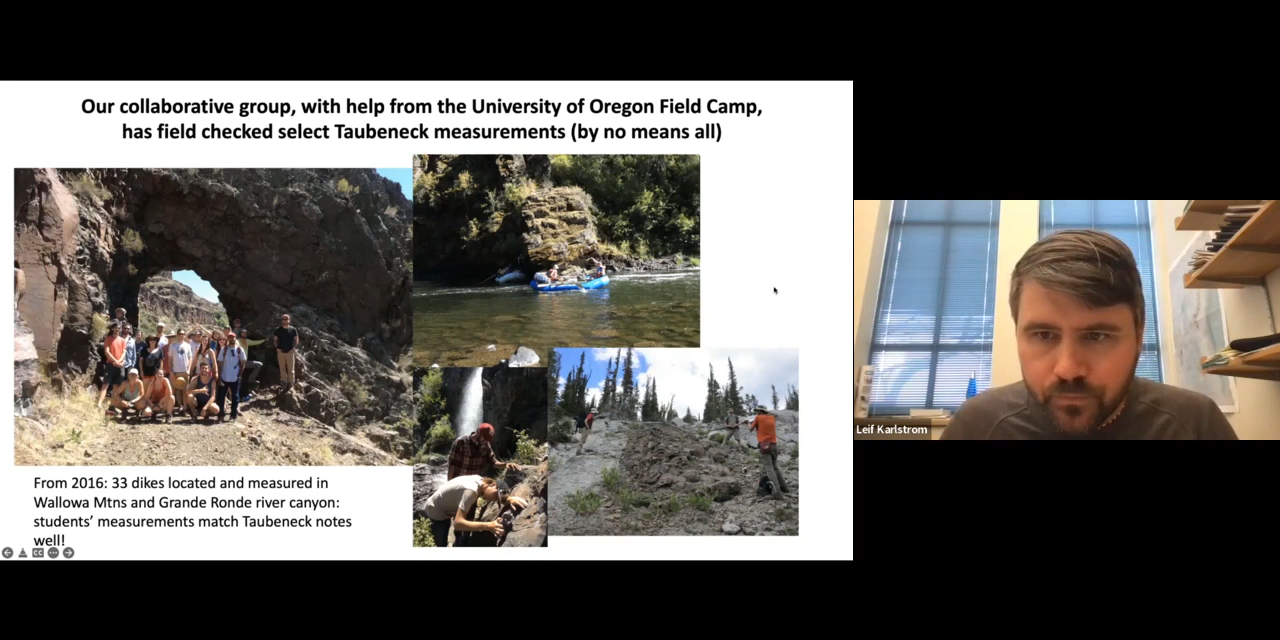 Our collaborative group, with help from the University of Oregon Field Camp,
has field checked select Taubeneck measurements (by no means all)
From 2016: 33 dikes located and measured in
Wallowa Mtns and Grande Ronde river canyon:
students’ measurements match Taubeneck notes
well!
CC
Leif Karlstrom